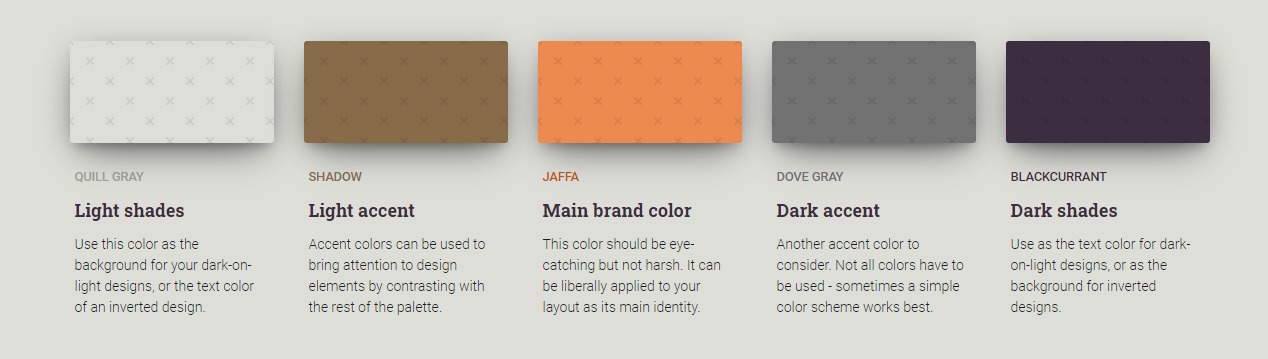 QUILL GRAY
Light shades
Use this color as the
background for your dark-on-
light designs, or the text color
of an inverted design.
SHADOW
Light accent
Accent colors can be used to
bring attention to design
elements by contrasting with
the rest of the palette.
JAFFA
Main brand color
This color should be eye-
catching but not harsh. It can
be liberally applied to your
layout as its main identity.
DOVE GRAY
Dark accent
Another accent color to
consider. Not all colors have to
be used - sometimes a simple
color scheme works best.
BLACKCURRANT
Dark shades
Use as the text color for dark-
on-light designs, or as the
background for inverted
designs.